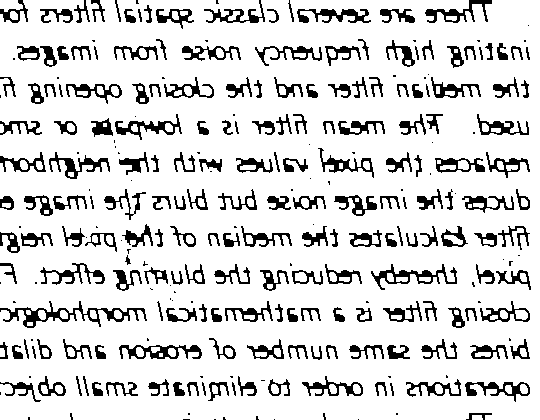 There are several classic spatial filters for
inating high frequency noise from images.
the median filter and the closing opening fi
used. The mean filter is a lowpass or smo
replaces the pixel values with the neighbor
duces the image noise but blurs the image e
filter calculates the median of the pixel neig
pixel, thereby reducing the blurring effect. F
closing filter is a mathematical morphologic
bines the same number of erosion and dilat
operations in order to eliminate small objec